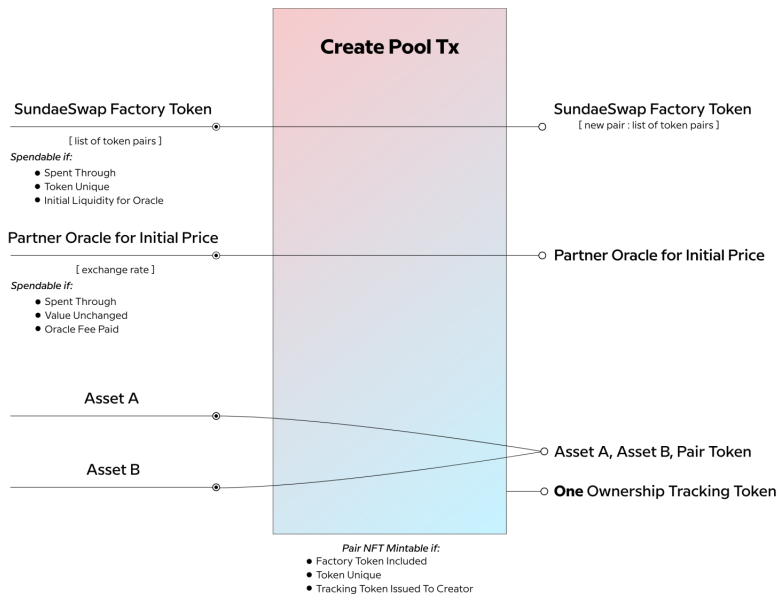 Create Pool Tx
SundaeSwap Factory Token
[ list of token pairs ]
Spendable if:
● Spent Through
● Token Unique
● Initial Liquidity for Oracle
SundaeSwap Factory Token
[ new pair : list of token pairs ]
Partner Oracle for Initial Price
[ exchange rate ]
Spendable if:
● Spent Through
● Value Unchanged
● Oracle Fee Paid
Partner Oracle for Initial Price
Asset A
Asset B
Asset A, Asset B, Pair Token
One Ownership Tracking Token
Pair NFT Mintable if:
● Factory Token Included
● Token Unique
● Tracking Token Issued To Creator